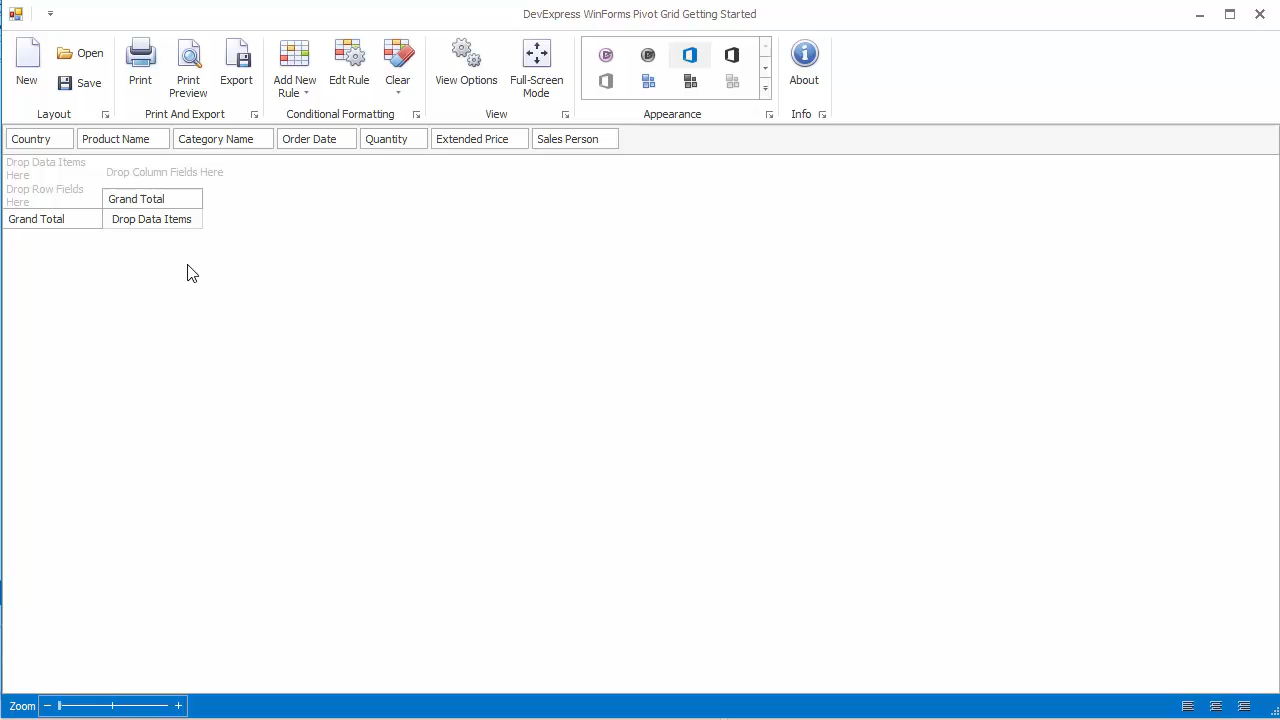 DevExpress WinForms Pivot Grid Getting Started
New
Open
Save
Print
Print
Preview
Export
Add New
Rule
Edt Rule
Clear
View Options
Full-Screen
Mode
About
Layout
Print And Export
Conditional Formatting
View
Appearance
Info
Country
Product Name
Category Name
Order Date
Quantity
Extended Price
Sales Person
Drop Data Items
Here
Drop Column Fields Here
Drop Row Fields
Here
Grand Total
Grand Total
Drop Data Items
Zoom